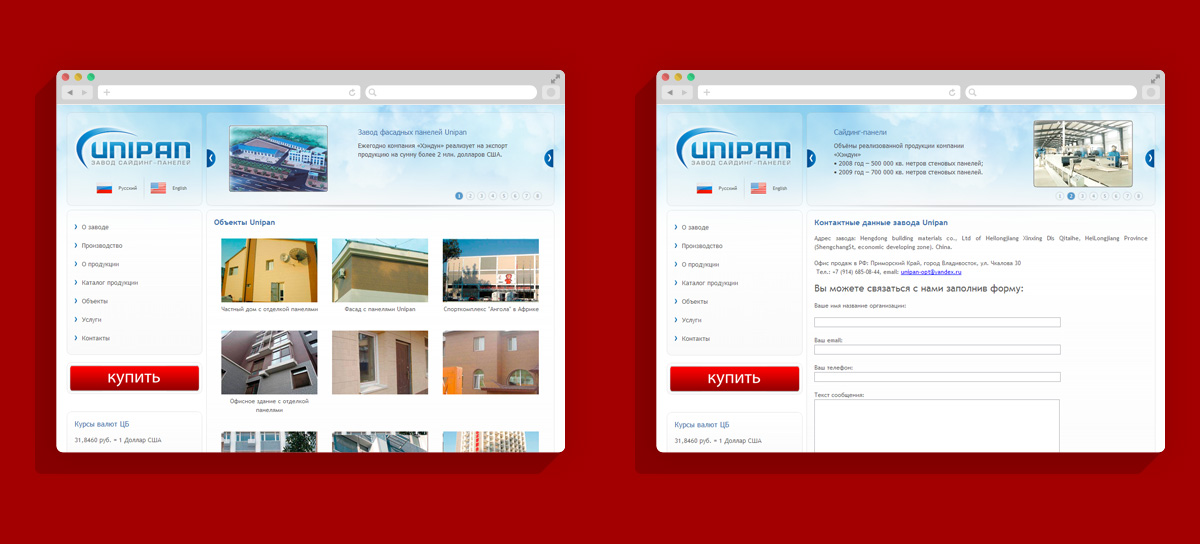 UNIPAN
ЗАВОД САЙДИНГ-ПАНЕЛЕЙ
Русский
English
Завод фасадных панелей Unipan
Ежегодно компания «Хэндун» реализует на экспорт
продукцию на сумму более 2 млн. долларов США.
1 2 3 4 5 6 7 8
О заводе
Производство
О продукции
Каталог продукции
Объекты
Услуги
Контакты
купить
Курсы валют ЦБ
31,8460 руб. = 1 Доллар США
Объекты Unipan
Частный дом с отделкой панелями
Фасад с панелями Unipan
Спорткомплекс "Ангола" в Африке
Офисное здание с отделкой
панелями
UNIPAN
ЗАВОД САЙДИНГ-ПАНЕЛЕЙ
Русский
English
Сайдинг-панели
Объёмы реализованной продукции компании
«Хэндун»
• 2008 год – 500 000 кв. метров стеновых панелей;
• 2009 год – 700 000 кв. метров стеновых панелей.
1 2 3 4 5 6 7 8
О заводе
Производство
О продукции
Каталог продукции
Объекты
Услуги
Контакты
купить
Курсы валют ЦБ
31,8460 руб. = 1 Доллар США
Контактные данные завода Unipan
Адрес завода: Hengdong building materials co., Ltd of Heilongjiang Xinxing Dis Qitaihe, HeiLongJiang Province
(ShengchangSt, economic developing zone), China.
Офис продаж в РФ: Приморский Край, город Владивосток, ул. Чкалова 30
Тел.: +7 (914) 685-08-44, email: unipan-opt@yandex.ru
Вы можете связаться с нами заполнив форму:
Ваше имя название организации:
Ваш email:
Ваш телефон:
Текст сообщения: